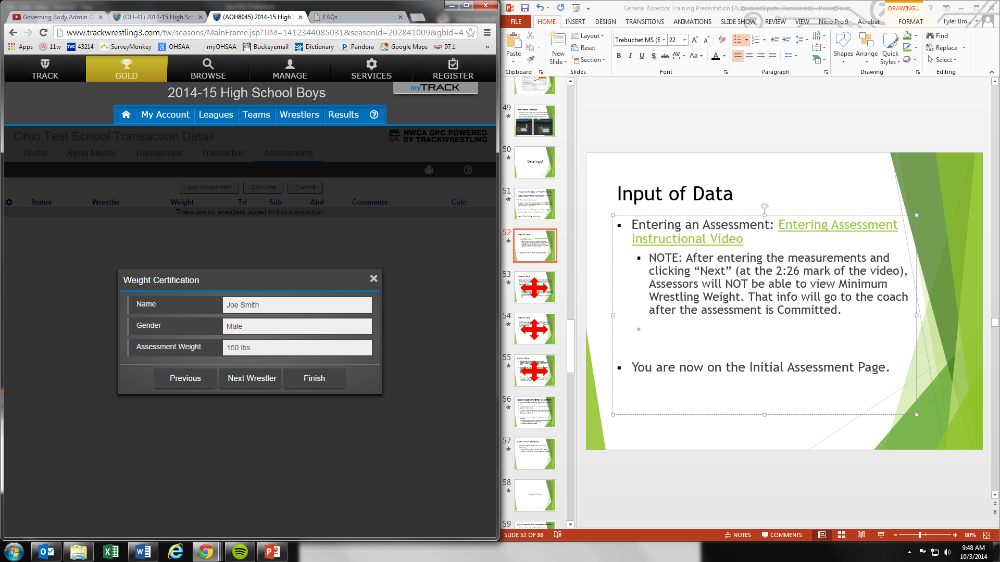 Governing Body Admin O
(OH-41) 2014-15 High Sch
(AOH8045) 2014-15 High S
FAQs
www.trackwrestling3.com/tw/seasons/MainFrame.jsp?TIM=1412344085031&seasonId=202841009&gbId=4
Apps
11w
43214
SurveyMonkey
OHSAA
myOHSAA
Buckeyemail
Dictionary
Pandora
Google Maps
97.1
»
TRACK
GOLD
BROWSE
MANAGE
SERVICES
REGISTER
2014-15 High School Boys
myTRACK
My Account
Leagues
Teams
Wrestlers
Results
Ohio Test School Transaction Detail
NWCA OPC POWERED
BY TRACKWRESTLING
Roster
Alpha Master
Transactions
Transaction
Assessments
Add Assessment
Calculate
Commit
Status
Wrestler
Weight
Tri
Sub
Abd
Comments
Calc
There are no wrestlers added to this transaction.
Weight Certification
Name
Joe Smith
Gender
Male
Assessment Weight
150 lbs
Previous
Next Wrestler
Finish
General Assessor Training Presentation [Autosaved].pptx [Recovered] - PowerPoint
DRAWING...
FILE
HOME
INSERT
DESIGN
TRANSITIONS
ANIMATIONS
SLIDE SHOW
REVIEW
VIEW
Nitro Pro 9
Acrobat
FORMAT
Tyler Bro...
Paste
Clipboard
New
Slide
Layout
Reset
Section
Slides
Trebuchet MS (E
22
Font
Paragraph
Shapes
Arrange
Quick
Styles
Drawing
Find
Replace
Select
Editing
49
50
Data Input
51
52
Input of Data
53
54
55
56
57
58
59
Input of Data
▪ Entering an Assessment: Entering Assessment
Instructional Video
▪ NOTE: After entering the measurements and
clicking “Next” (at the 2:26 mark of the video),
Assessors will NOT be able to view Minimum
Wrestling Weight. That info will go to the coach
after the assessment is Committed.
▪ You are now on the Initial Assessment Page.
SLIDE 52 OF 88
NOTES
COMMENTS
80%
9:48 AM
10/3/2014